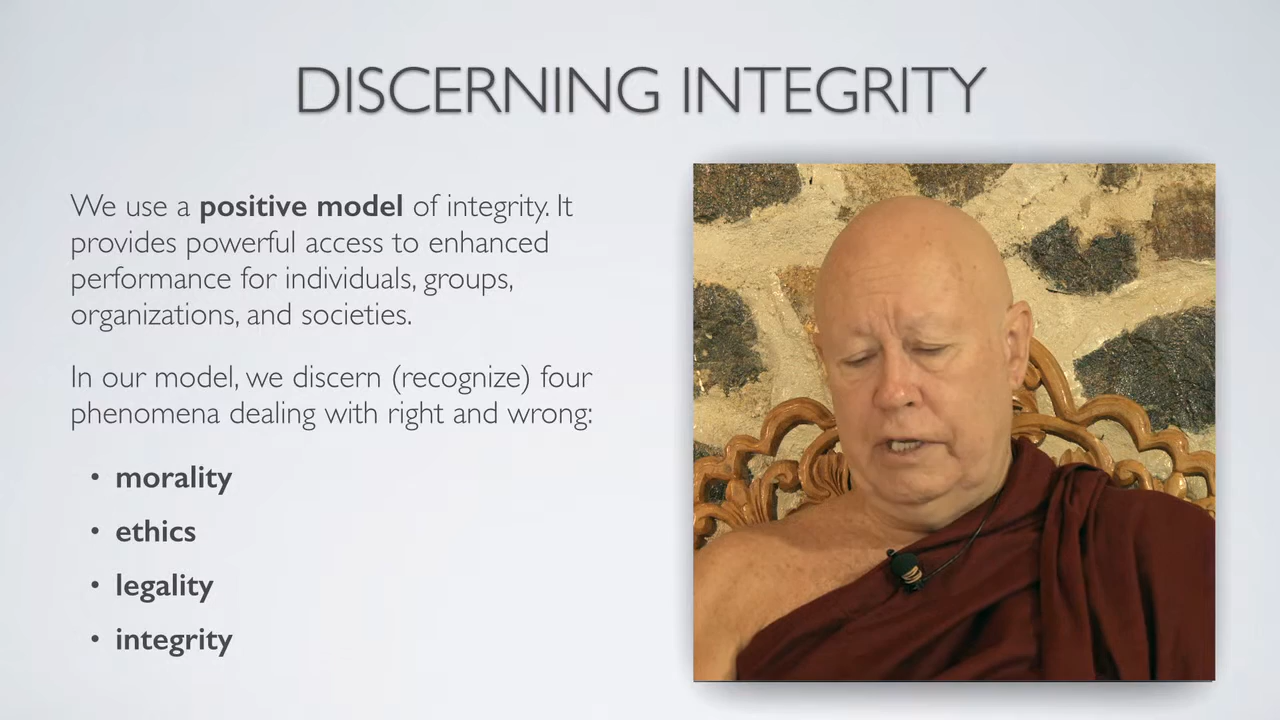 DISCERNING INTEGRITY
We use a positive model of integrity. It
provides powerful access to enhanced
performance for individuals, groups,
organizations, and societies.
In our model, we discern (recognize) four
phenomena dealing with right and wrong:
• morality
• ethics
• legality
• integrity